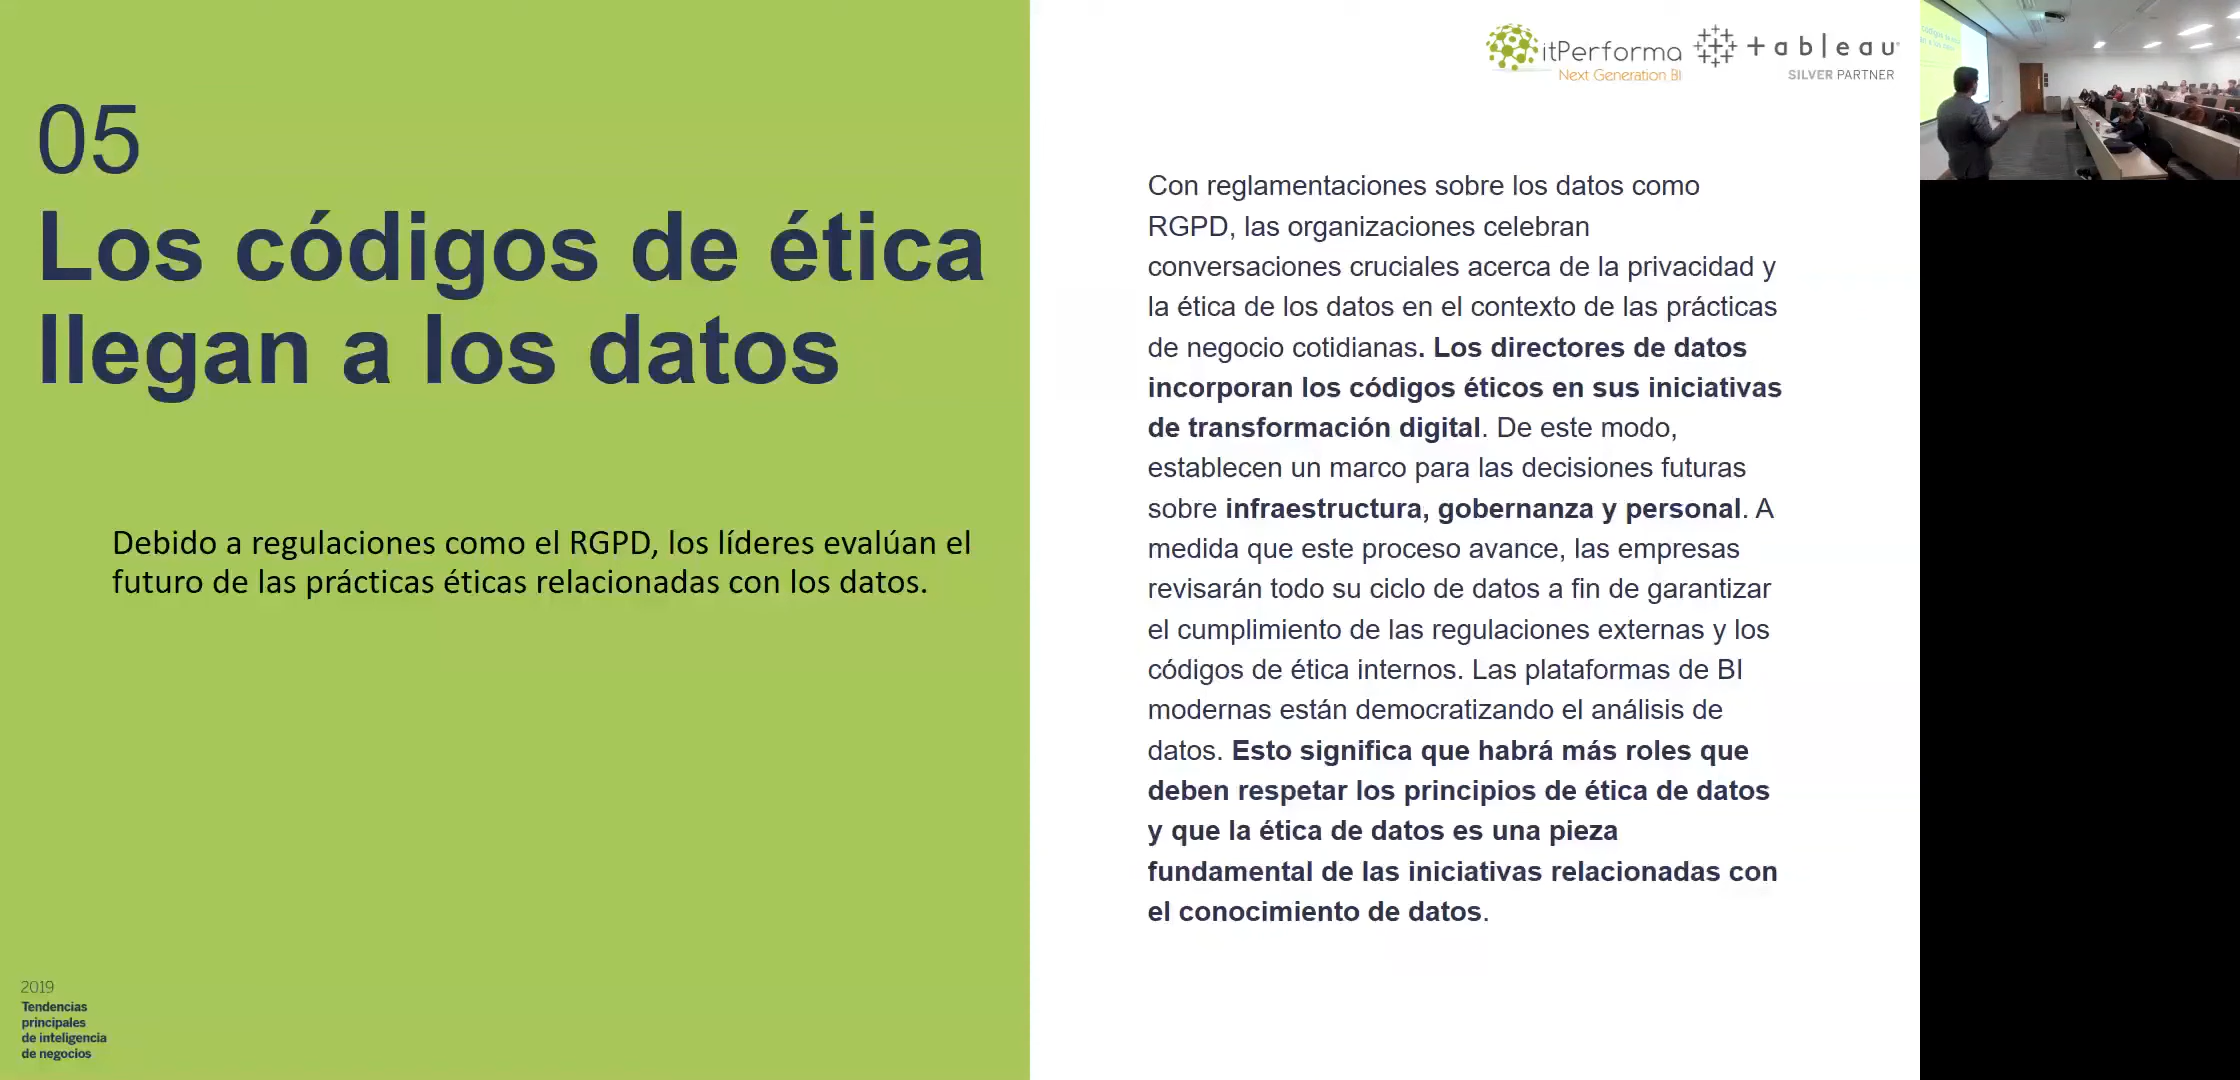 05
Los códigos de ética
llegan a los datos
Debido a regulaciones como el RGPD, los líderes evalúan el
futuro de las prácticas éticas relacionadas con los datos.
2019
Tendencias
principales
de inteligencia
de negocios
itPerforma
Next Generation BI
+ a b l e a u
SILVER PARTNER
Con reglamentaciones sobre los datos como
RGPD, las organizaciones celebran
conversaciones cruciales acerca de la privacidad y
la ética de los datos en el contexto de las prácticas
de negocio cotidianas. Los directores de datos
incorporan los códigos éticos en sus iniciativas
de transformación digital. De este modo,
establecen un marco para las decisiones futuras
sobre infraestructura, gobernanza y personal. A
medida que este proceso avance, las empresas
revisarán todo su ciclo de datos a fin de garantizar
el cumplimiento de las regulaciones externas y los
códigos de ética internos. Las plataformas de BI
modernas están democratizando el análisis de
datos. Esto significa que habrá más roles que
deben respetar los principios de ética de datos
y que la ética de datos es una pieza
fundamental de las iniciativas relacionadas con
el conocimiento de datos.